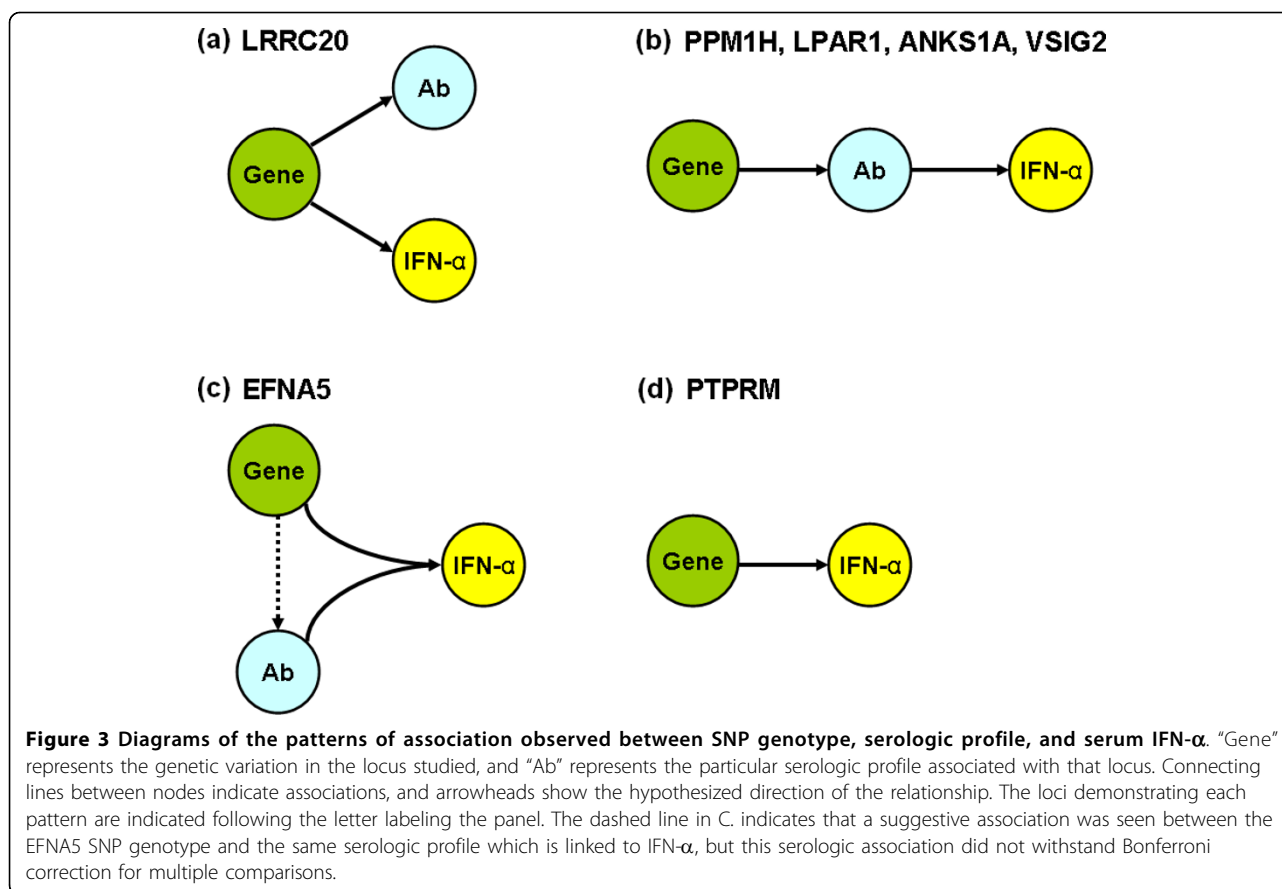 (a) LRRC20
Ab
Gene
IFN-α
(b) PPM1H, LPAR1, ANKS1A, VSIG2
Gene
Ab
IFN-α
(c) EFNA5
Gene
IFN-α
Ab
(d) PTPRM
Gene
IFN-α
Figure 3 Diagrams of the patterns of association observed between SNP genotype, serologic profile, and serum IFN-α. "Gene"
represents the genetic variation in the locus studied, and "Ab" represents the particular serologic profile associated with that locus. Connecting
lines between nodes indicate associations, and arrowheads show the hypothesized direction of the relationship. The loci demonstrating each
pattern are indicated following the letter labeling the panel. The dashed line in C. indicates that a suggestive association was seen between the
EFNA5 SNP genotype and the same serologic profile which is linked to IFN-α, but this serologic association did not withstand Bonferroni
correction for multiple comparisons.